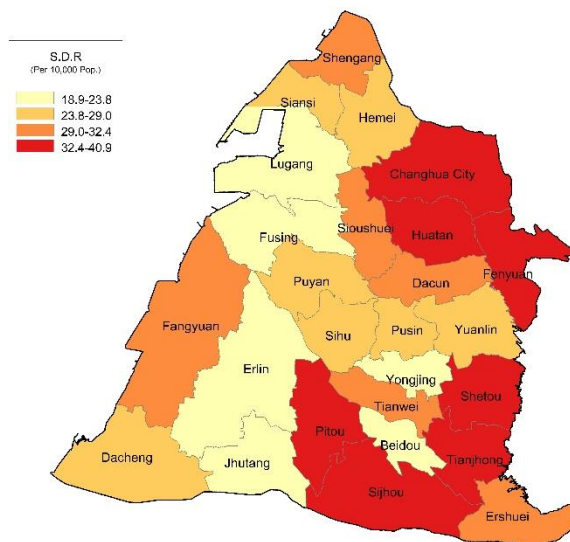 S.D.R
(Per 10,000 Pop.)
18.9-23.8
23.8-29.0
29.0-32.4
32.4-40.9
Shengang
Siansi
Hemei
Lugang
Changhua City
Sioushuei
Huatan
Fusing
Fenyuan
Puyan
Dacun
Fangyuan
Sihu
Pusin
Yuanlin
Erlin
Yongjing
Shetou
Tianwei
Pitou
Beidou
Dacheng
Jhutang
Tianjhong
Sijhou
Ershuei